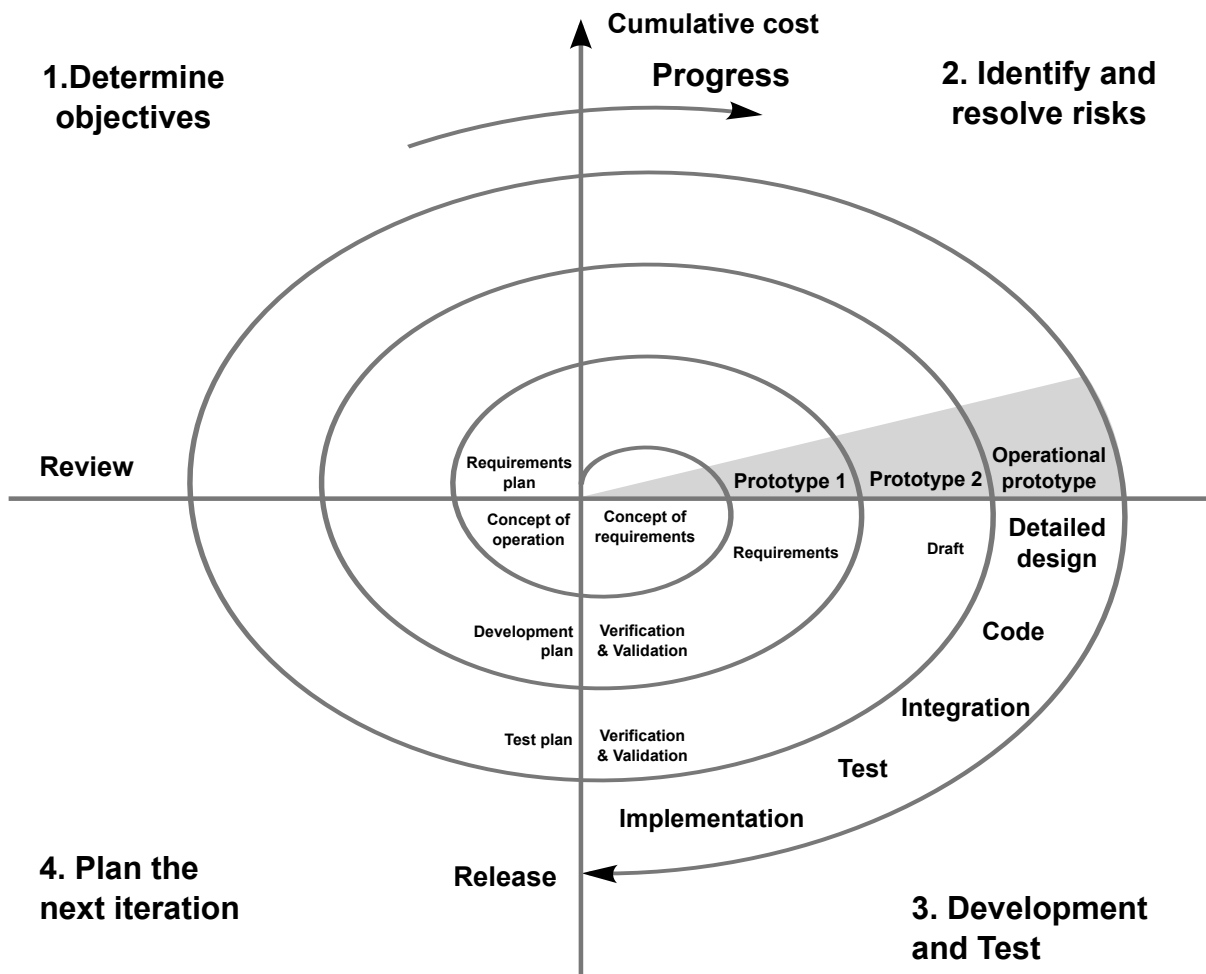 Cumulative cost
1.Determine
objectives
Progress
2. Identify and
resolve risks
Review
Requirements
plan
Prototype 1
Prototype 2
Operational
prototype
Concept of
operation
Concept of
requirements
Requirements
Draft
Detailed
design
Development
plan
Verification
& Validation
Code
Integration
Test plan
Verification
& Validation
Test
Implementation
4. Plan the
next iteration
Release
3. Development
and Test